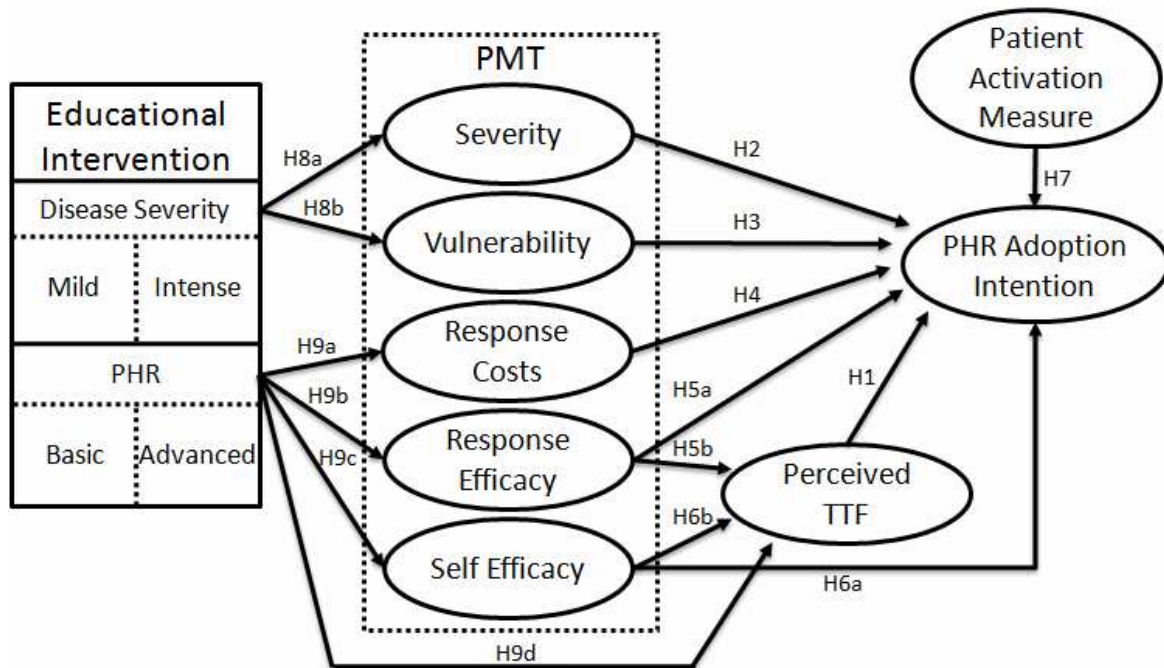 Educational
Intervention
Disease Severity
Mild
Intense
PHR
Basic
Advanced
H8a
H8b
H9a
H9b
H9c
H9d
PMT
Severity
Vulnerability
Response
Costs
Response
Efficacy
Self Efficacy
H2
H3
H4
H5a
H5b
H6b
H6a
H1
Perceived
TTF
Patient
Activation
Measure
H7
PHR Adoption
Intention